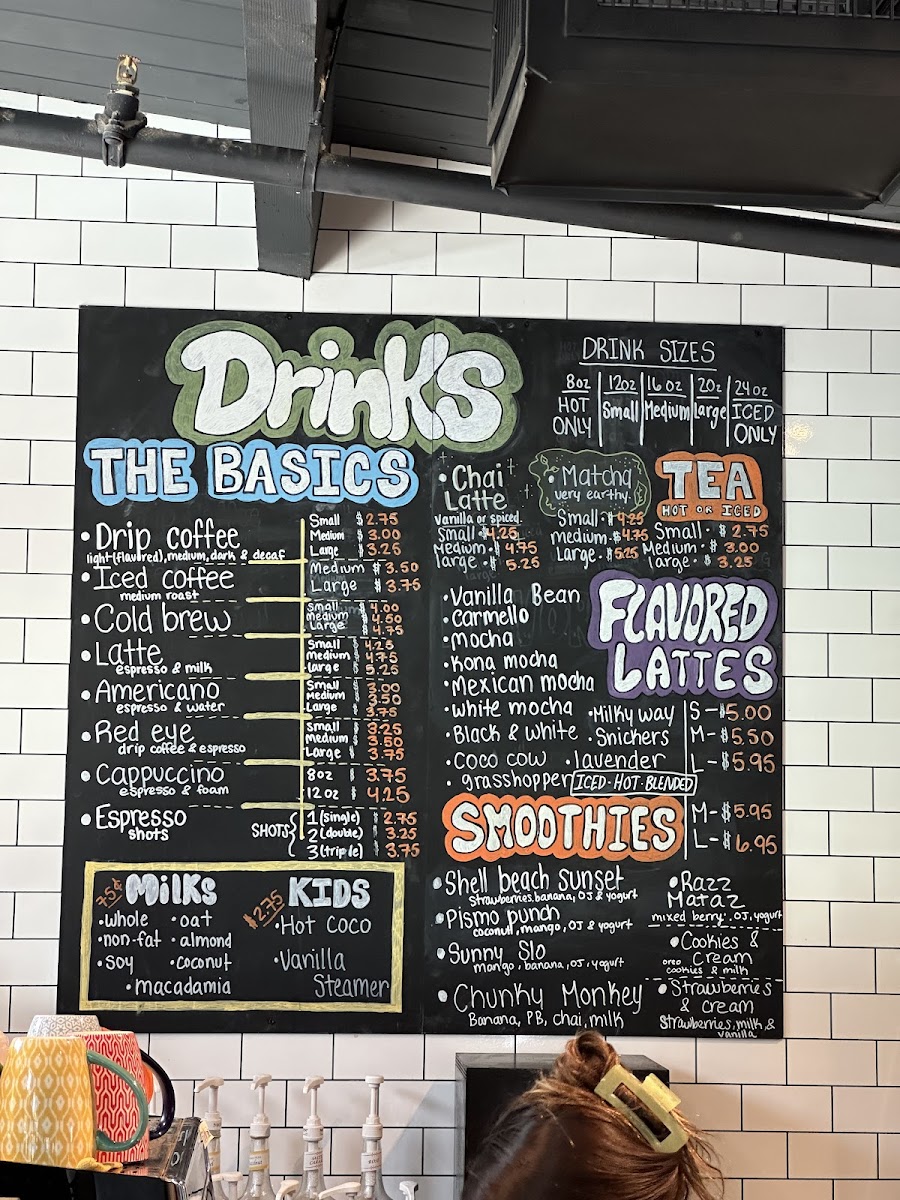 Drink's
THE BASICS
• Drip coffee
light (flavored), medium, dark & decaf
Small $2.75
Medium $3.00
Large $3.25
• Iced coffee
medium roast
Medium $3.50
Large $3.75
• Cold brew
Small $4.00
medium $4.50
Large $4.75
• Latte
espresso & milk
Small $4.25
Medium $4.75
Large $5.25
• Americano
espresso & water
Small $3.00
Medium $3.50
Large $3.75
• Red eye
drip coffee & espresso
Small $3.25
Medium $3.50
Large $3.75
• Cappuccino
espresso & foam
8oz $3.75
12oz $4.25
• Espresso
shots
SHOTS{
1 (single) $2.75
2 (double) $3.25
3 (triple) $3.75
75¢ Milks
• whole • oat
• non-fat • almond
• soy • coconut
• macadamia
$2.75 KIDS
• Hot Coco
• Vanilla
Steamer
DRINK SIZES
8oz 12oz 16oz 20oz 24oz
HOT ONLY Small Medium Large ICED ONLY
• Chai
Latte
vanilla or spiced
Small • $4.25
Medium • $4.75
large • $5.25
• Matcha
very earthy.
Small • $4.25
medium • $4.75
Large • $5.25
TEA
HOT OR ICED
Small • $2.75
Medium • $3.00
large • $3.25
FLAVORED
LATTES
• Vanilla Bean
• Carmello
• Mocha
• Kona mocha
• Mexican mocha
• White mocha • Milky way
• Black & white • Snickers
• Coco cow • lavender
• grasshopper ICED • HOT • BLENDED
S - $5.00
M - $5.50
L - $5.95
SMOOTHIES
M - $5.95
L - $6.95
• Shell beach sunset
strawberries, banana, OJ & yogurt
• Pismo punch
coconut, mango, OJ & yogurt
• Sunny Slo
mango, banana, OJ, yogurt
• Chunky Monkey
Banana, PB, chai, milk
• Razz
Mataz
mixed berry, OJ, yogurt
• Cookies &
Cream
oreo cookies & milk
• Strawberries
& cream
Strawberries, milk, &
vanilla